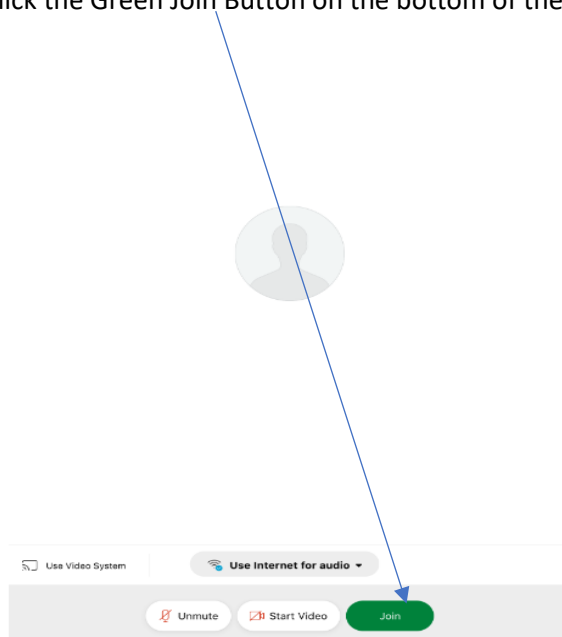 ick the Green Join Button on the bottom of the
Use Video System
Use Internet for audio
Unmute
Start Video
Join